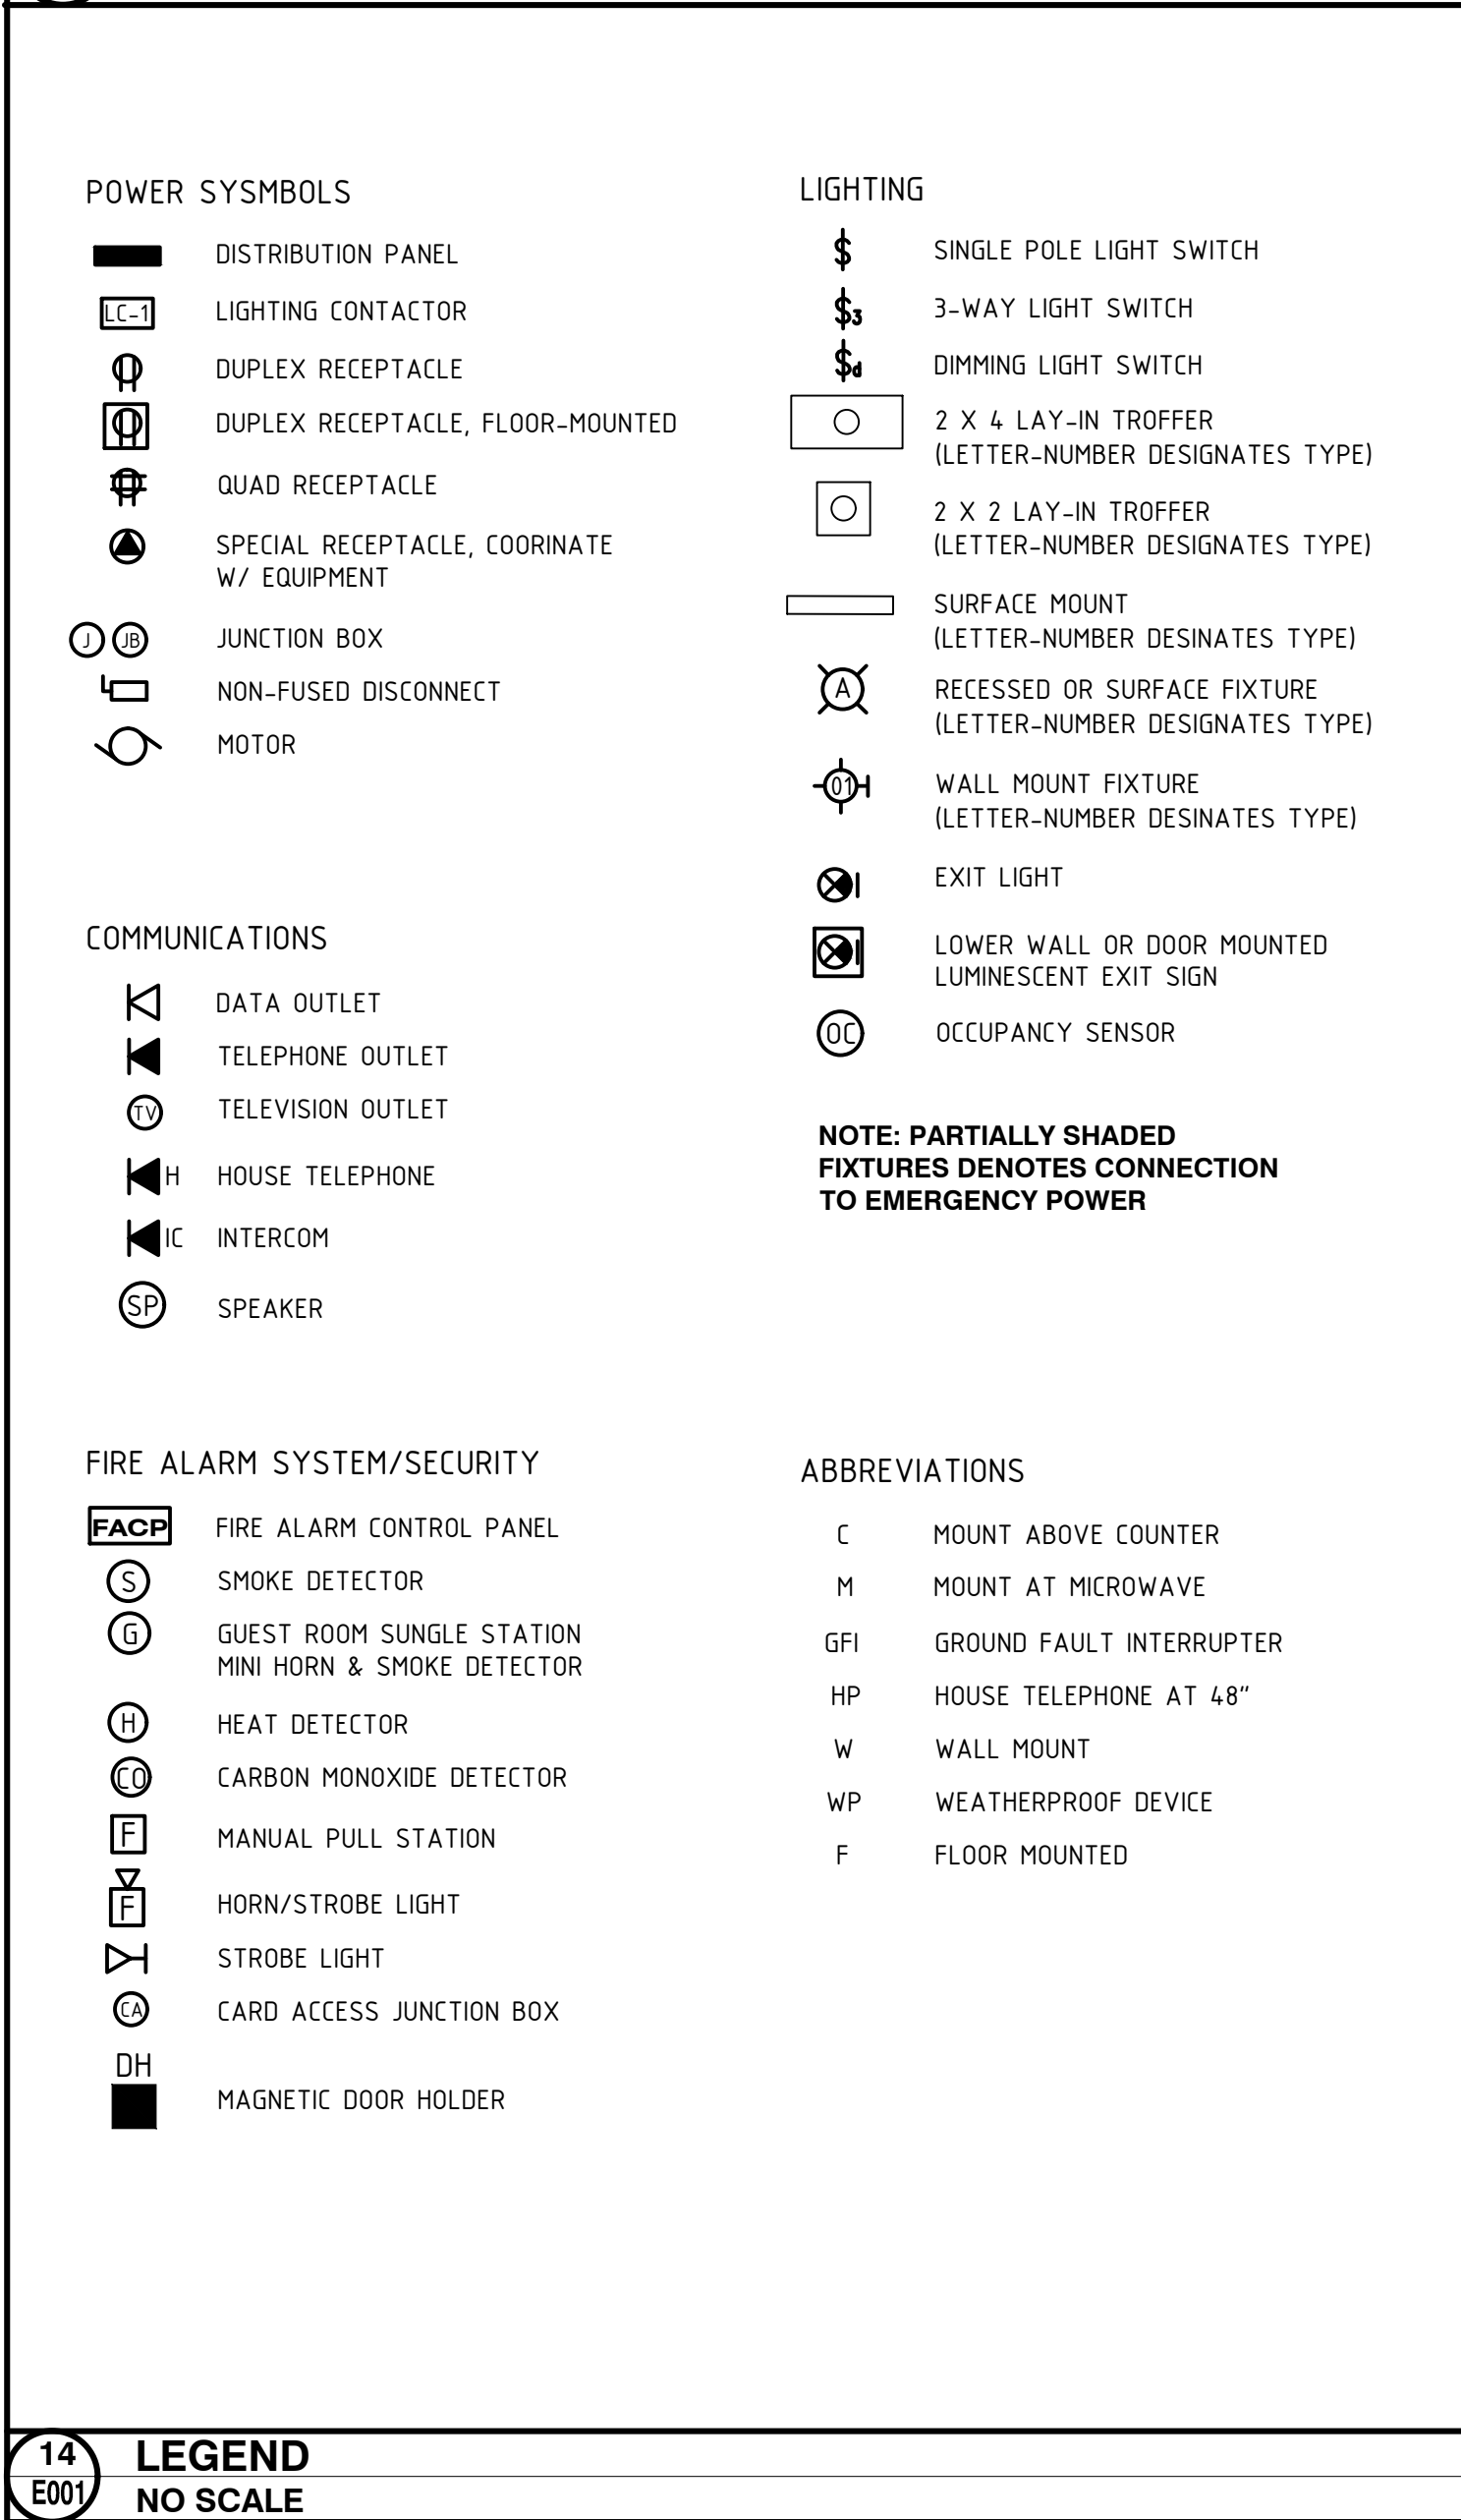 POWER SYSMBOLS
DISTRIBUTION PANEL
LC-1 LIGHTING CONTACTOR
DUPLEX RECEPTACLE
DUPLEX RECEPTACLE, FLOOR-MOUNTED
QUAD RECEPTACLE
SPECIAL RECEPTACLE, COORINATE
W/ EQUIPMENT
J JB JUNCTION BOX
NON-FUSED DISCONNECT
MOTOR
COMMUNICATIONS
DATA OUTLET
TELEPHONE OUTLET
TV TELEVISION OUTLET
H HOUSE TELEPHONE
IC INTERCOM
SP SPEAKER
FIRE ALARM SYSTEM/SECURITY
FACP FIRE ALARM CONTROL PANEL
S SMOKE DETECTOR
G GUEST ROOM SUNGLE STATION
MINI HORN & SMOKE DETECTOR
H HEAT DETECTOR
CO CARBON MONOXIDE DETECTOR
F MANUAL PULL STATION
F HORN/STROBE LIGHT
STROBE LIGHT
CA CARD ACCESS JUNCTION BOX
DH
MAGNETIC DOOR HOLDER
LIGHTING
$ SINGLE POLE LIGHT SWITCH
$3 3-WAY LIGHT SWITCH
$d DIMMING LIGHT SWITCH
2 X 4 LAY-IN TROFFER
(LETTER-NUMBER DESIGNATES TYPE)
2 X 2 LAY-IN TROFFER
(LETTER-NUMBER DESIGNATES TYPE)
SURFACE MOUNT
(LETTER-NUMBER DESINATES TYPE)
A RECESSED OR SURFACE FIXTURE
(LETTER-NUMBER DESIGNATES TYPE)
01 WALL MOUNT FIXTURE
(LETTER-NUMBER DESINATES TYPE)
EXIT LIGHT
LOWER WALL OR DOOR MOUNTED
LUMINESCENT EXIT SIGN
OC OCCUPANCY SENSOR
NOTE: PARTIALLY SHADED
FIXTURES DENOTES CONNECTION
TO EMERGENCY POWER
ABBREVIATIONS
C MOUNT ABOVE COUNTER
M MOUNT AT MICROWAVE
GFI GROUND FAULT INTERRUPTER
HP HOUSE TELEPHONE AT 48"
W WALL MOUNT
WP WEATHERPROOF DEVICE
F FLOOR MOUNTED
14 LEGEND
E001 NO SCALE